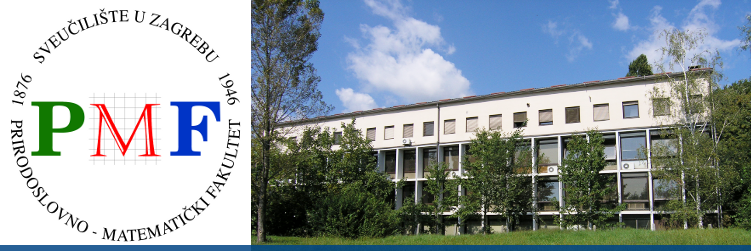 1876 SVEUČILIŠTE U ZAGREBU 1946
PMF
PRIRODOSLOVNO - MATEMATIČKI FAKULTET